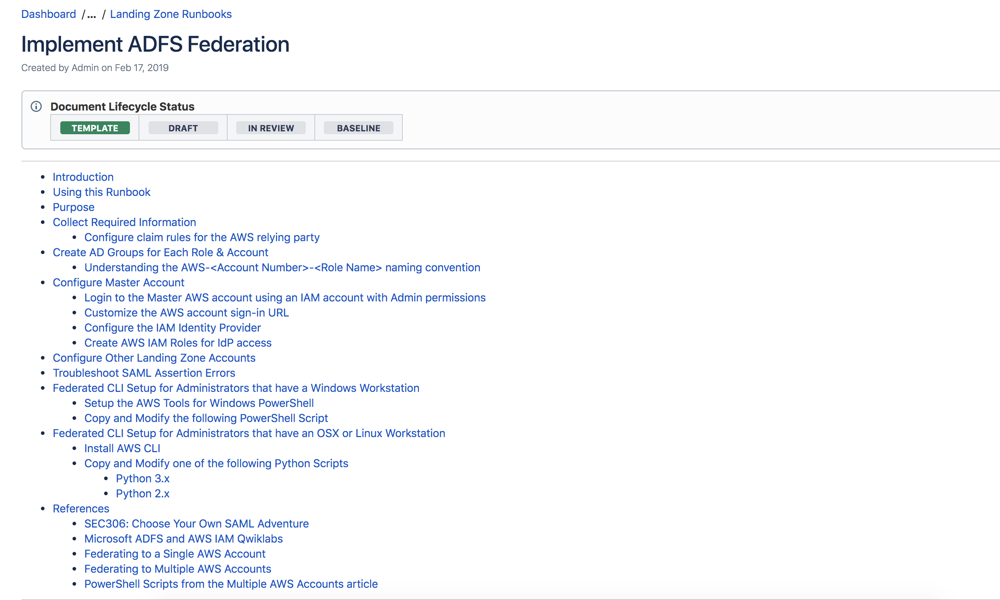 Dashboard / ... / Landing Zone Runbooks
Implement ADFS Federation
Created by Admin on Feb 17, 2019
Document Lifecycle Status
TEMPLATE DRAFT IN REVIEW BASELINE
Introduction
Using this Runbook
Purpose
Collect Required Information
Configure claim rules for the AWS relying party
Create AD Groups for Each Role & Account
Understanding the AWS-<Account Number>-<Role Name> naming convention
Configure Master Account
Login to the Master AWS account using an IAM account with Admin permissions
Customize the AWS account sign-in URL
Configure the IAM Identity Provider
Create AWS IAM Roles for IdP access
Configure Other Landing Zone Accounts
Troubleshoot SAML Assertion Errors
Federated CLI Setup for Administrators that have a Windows Workstation
Setup the AWS Tools for Windows PowerShell
Copy and Modify the following PowerShell Script
Federated CLI Setup for Administrators that have an OSX or Linux Workstation
Install AWS CLI
Copy and Modify one of the following Python Scripts
Python 3.x
Python 2.x
References
SEC306: Choose Your Own SAML Adventure
Microsoft ADFS and AWS IAM Qwiklabs
Federating to a Single AWS Account
Federating to Multiple AWS Accounts
PowerShell Scripts from the Multiple AWS Accounts article